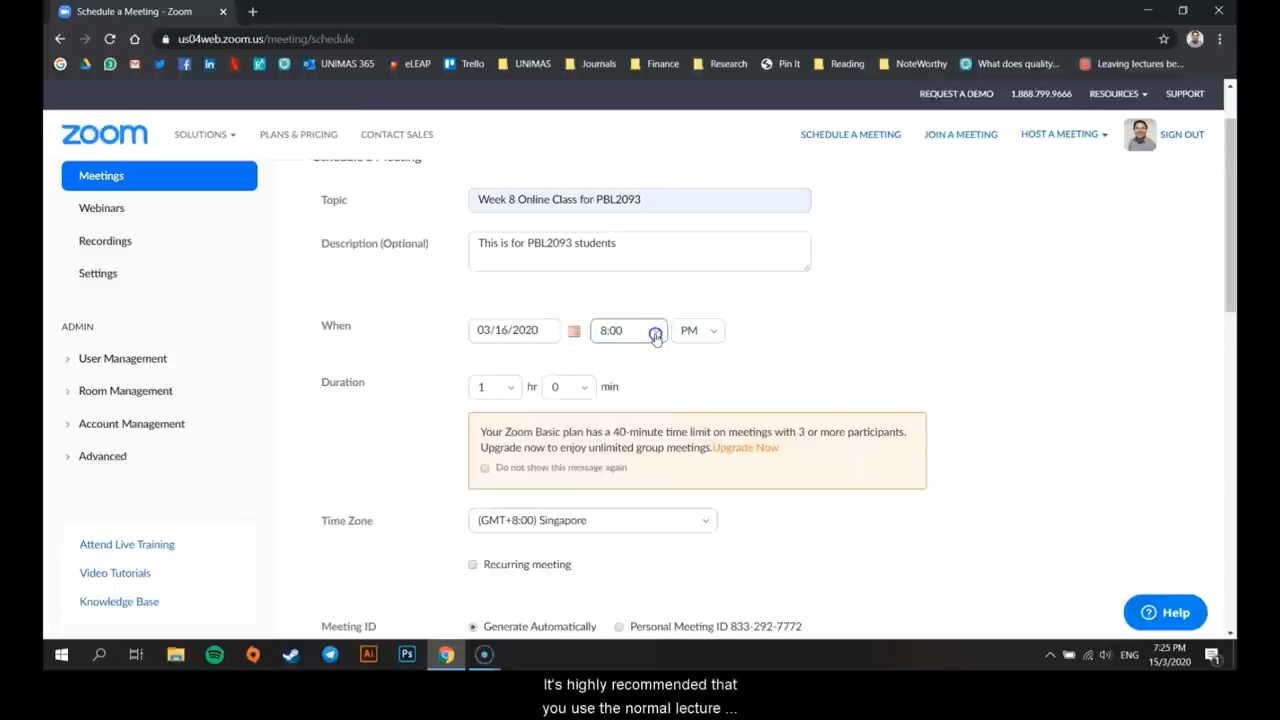 Schedule a Meeting - Zoom
us04web.zoom.us/meeting/schedule
UNIMAS 365
eLEAP
Trello
UNIMAS
Journals
Finance
Research
Pin It
Reading
NoteWorthy
What does quality...
Leaving lectures be...
REQUEST A DEMO
1.888.799.9666
RESOURCES
SUPPORT
zoom
SOLUTIONS
PLANS & PRICING
CONTACT SALES
SCHEDULE A MEETING
JOIN A MEETING
HOST A MEETING
SIGN OUT
Meetings
Webinars
Recordings
Settings
ADMIN
User Management
Room Management
Account Management
Advanced
Attend Live Training
Video Tutorials
Knowledge Base
Schedule a Meeting
Topic
Week 8 Online Class for PBL2093
Description (Optional)
This is for PBL2093 students
When
03/16/2020
8:00
PM
Duration
1
hr
0
min
Your Zoom Basic plan has a 40-minute time limit on meetings with 3 or more participants.
Upgrade now to enjoy unlimited group meetings.Upgrade Now
Do not show this message again
Time Zone
(GMT+8:00) Singapore
Recurring meeting
Meeting ID
Generate Automatically
Personal Meeting ID 833-292-7772
Help
Ai
Ps
ENG
7:25 PM
15/3/2020
1
It's highly recommended that
you use the normal lecture ...